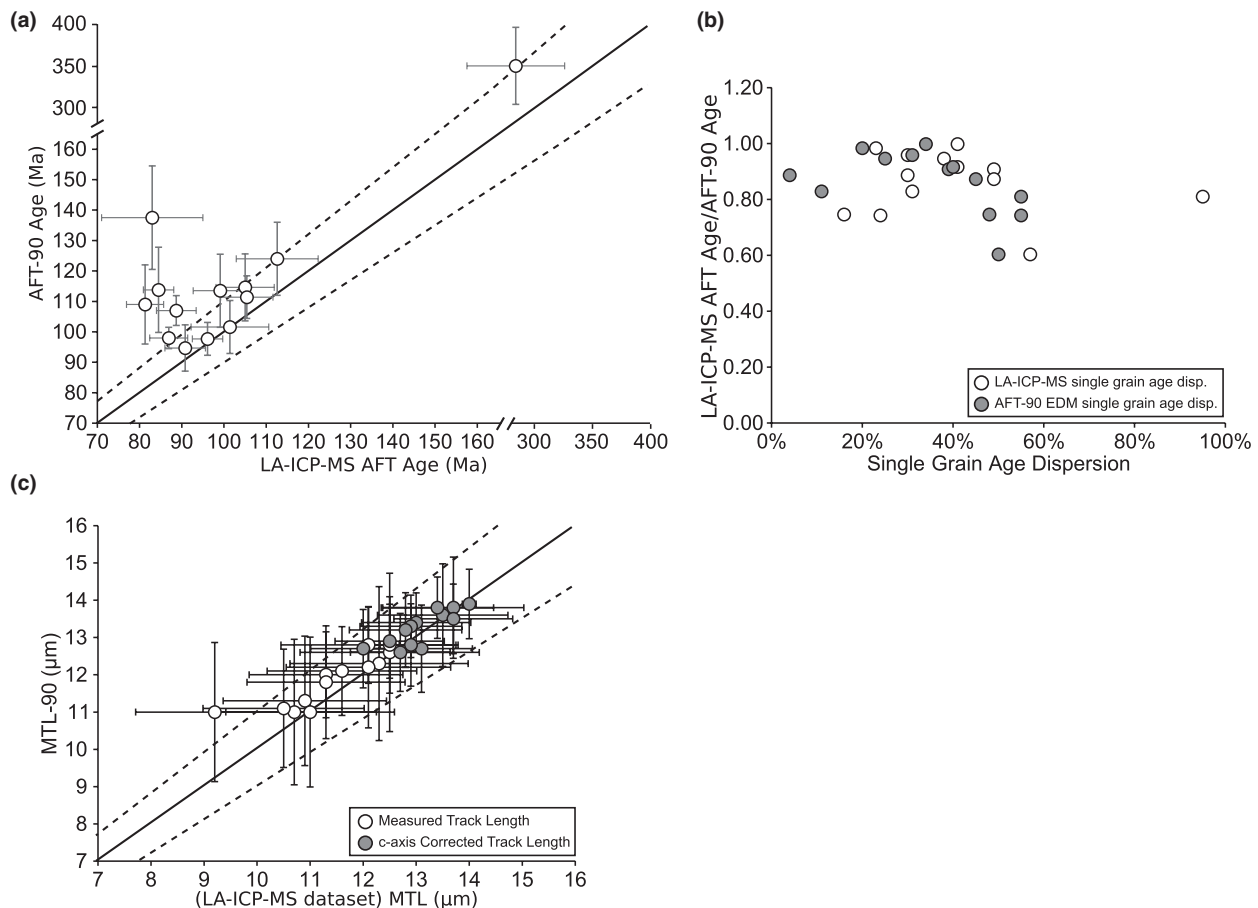 (a)
400
350
300
160
150
140
130
120
110
100
90
80
70
AFT-90 Age (Ma)
70 80 90 100 110 120 130 140 150 160 300 350 400
LA-ICP-MS AFT Age (Ma)
(b)
1.20
1.00
0.80
0.60
0.40
0.20
0.00
LA-ICP-MS AFT Age/AFT-90 Age
LA-ICP-MS single grain age disp.
AFT-90 EDM single grain age disp.
0% 20% 40% 60% 80% 100%
Single Grain Age Dispersion
(c)
16
15
14
13
12
11
10
9
8
7
MTL-90 (μm)
Measured Track Length
c-axis Corrected Track Length
7 8 9 10 11 12 13 14 15 16
(LA-ICP-MS dataset) MTL (μm)